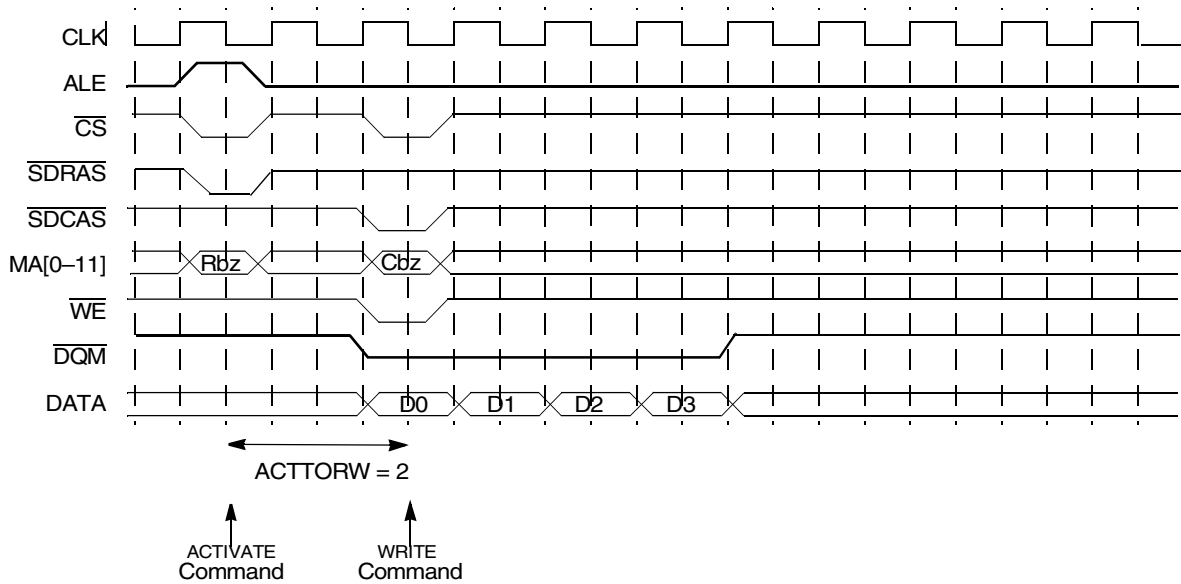 CLK
ALE
CS
SDRAS
SDCAS
MA[0–11] Rbz Cbz
WE
DQM
DATA D0 D1 D2 D3
ACTTORW = 2
ACTIVATE WRITE
Command Command